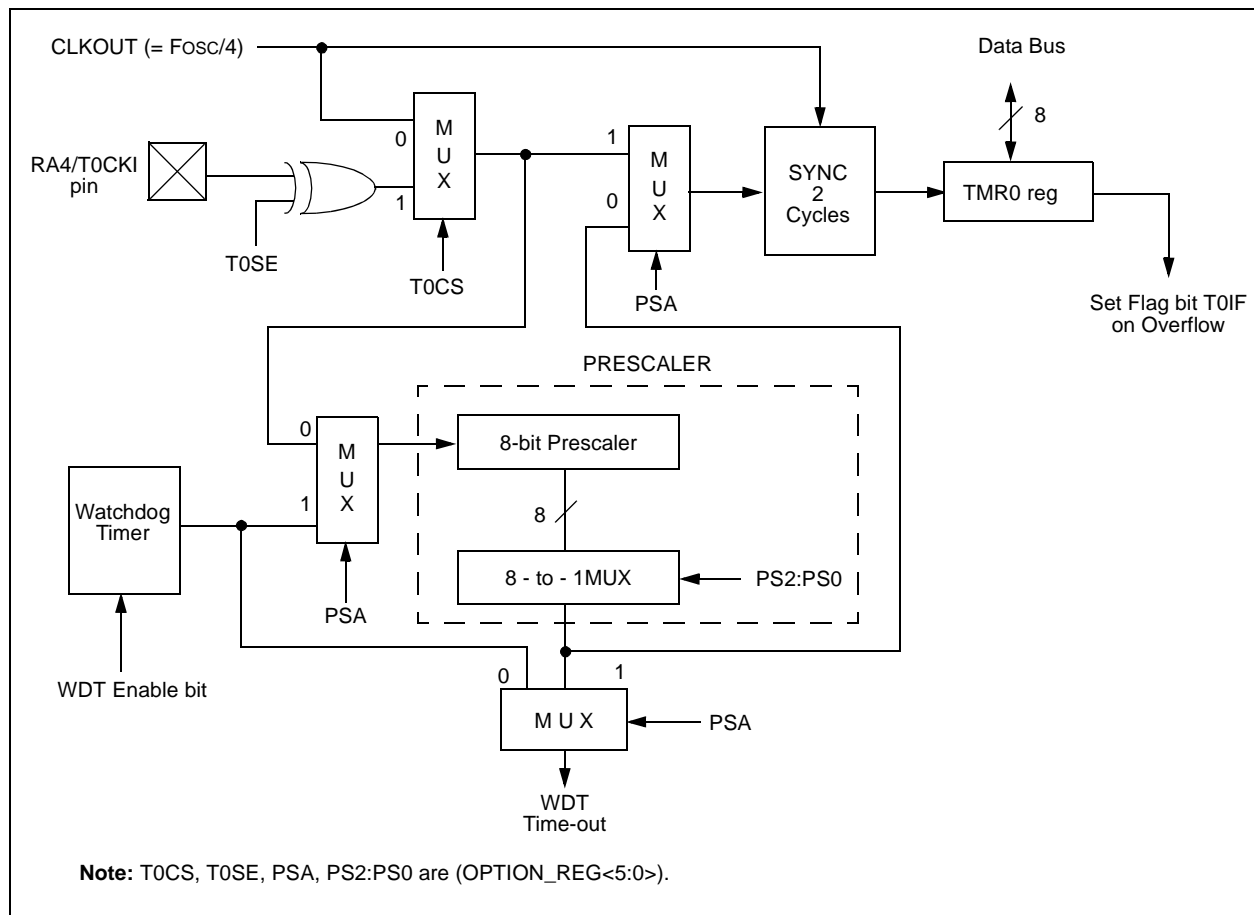 CLKOUT (= FOSC/4)
Data Bus
8
0
M
U
X
1
M
U
X
RA4/T0CKI
pin
1
0
SYNC
2
Cycles
TMR0 reg
T0SE
T0CS
PSA
Set Flag bit T0IF
on Overflow
PRESCALER
0
M
U
X
1
8-bit Prescaler
Watchdog
Timer
8
8 - to - 1MUX
PS2:PS0
PSA
WDT Enable bit
0
1
M U X
PSA
WDT
Time-out
Note: T0CS, T0SE, PSA, PS2:PS0 are (OPTION_REG<5:0>).